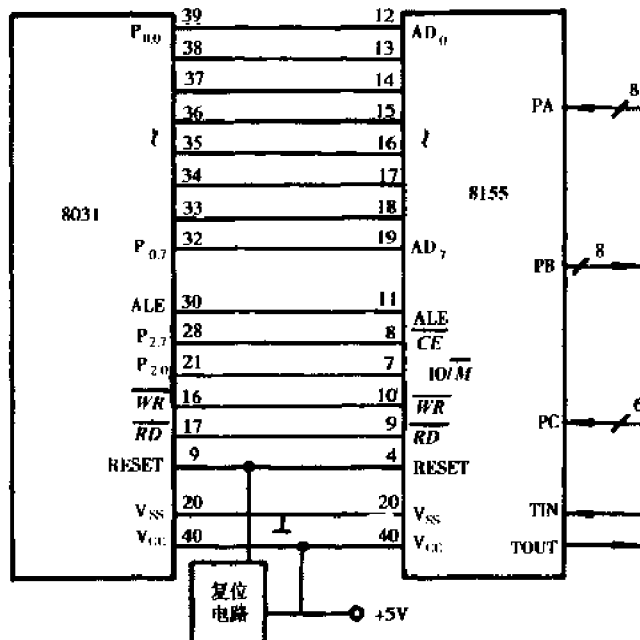 P0.0 39 12 AD0
38 13
37 14
PA 8
36 15
~ 35 16 ~
34 17
8031 33 18 8155
P0.7 32 19 AD7
PB 8
ALE 30 11 ALE
P2.7 28 8 CE
P2.0 21 7 IO/M
WR 16 10 WR
PC 6
RD 17 9 RD
RESET 9 4 RESET
VSS 20 20 VSS TIN
VCC 40 40 VCC TOUT
复位
电路
+5V